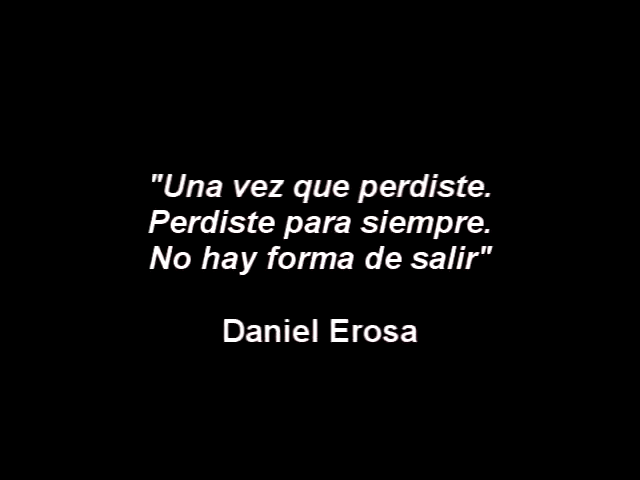 "Una vez que perdiste.
Perdiste para siempre.
No hay forma de salir"
Daniel Erosa